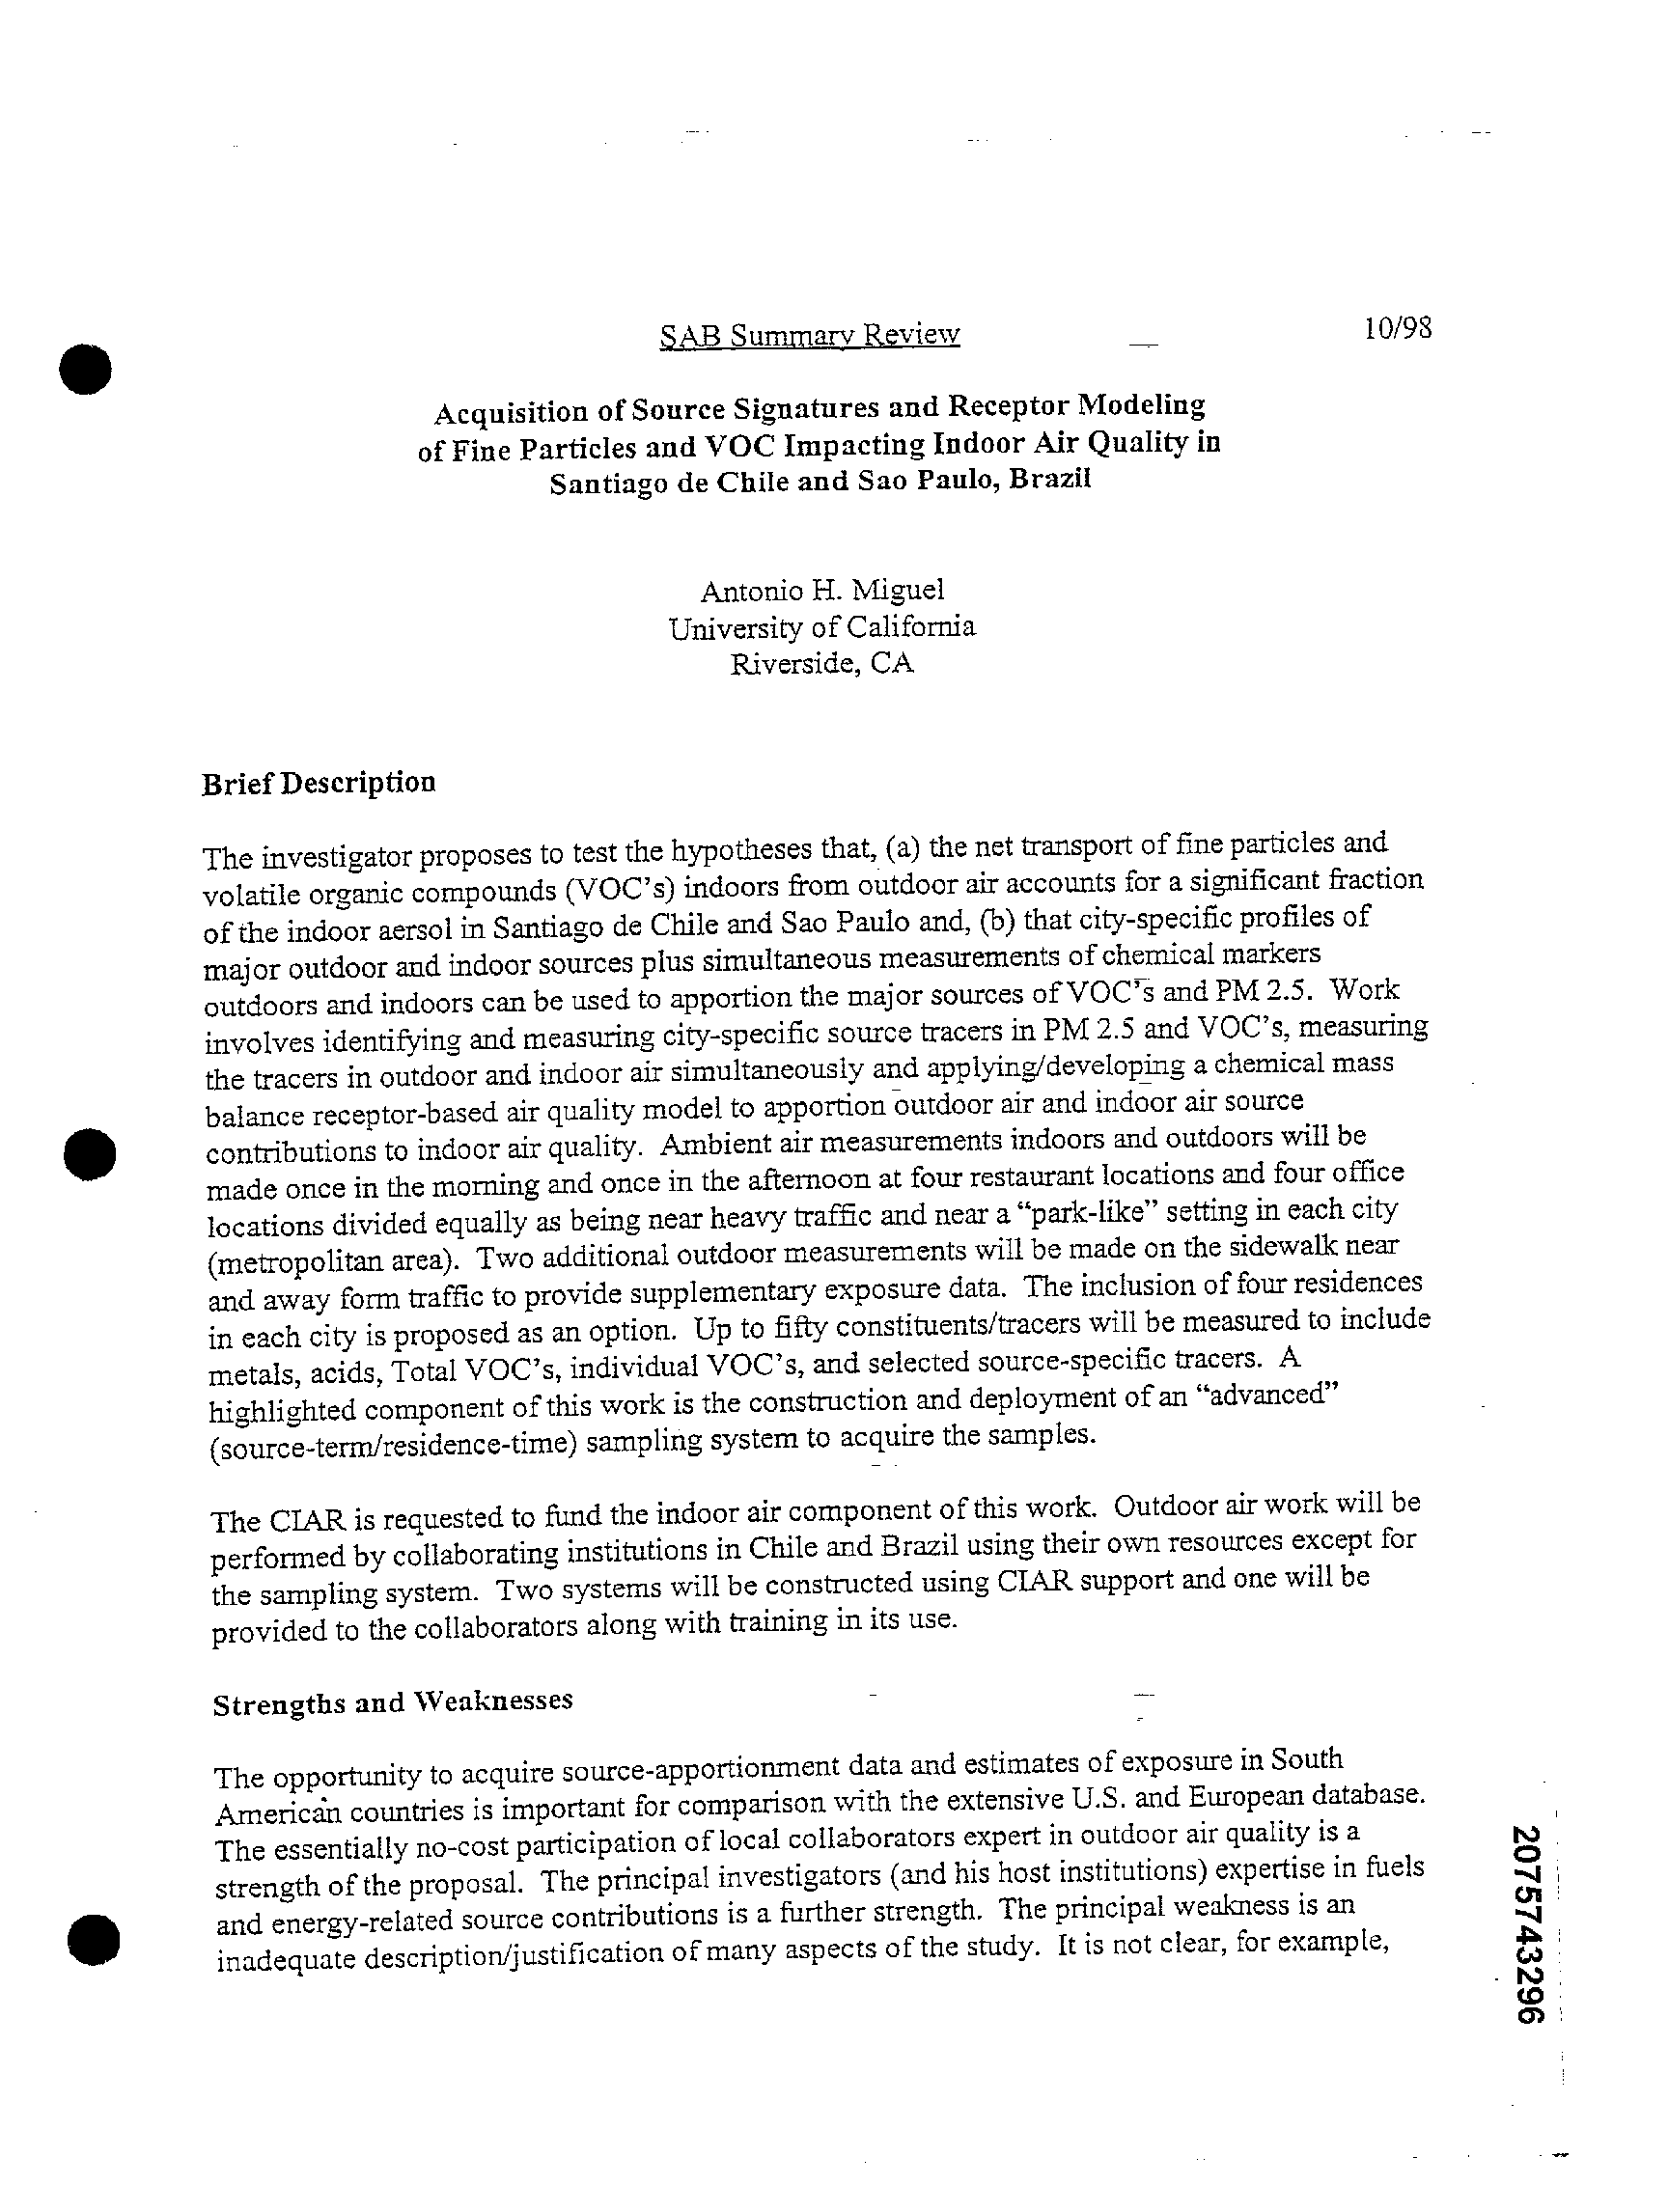 SAB Summary Review
10/98
Acquisition of Source Signatures and Receptor Modeling
of Fine Particles and VOC Impacting Indoor Air Quality in
Santiago de Chile and Sao Paulo, Brazil
Antonio H. Miguel
University of California
Riverside, CA
Brief Description
The investigator proposes to test the hypotheses that, (a) the net transport of fine particles and
volatile organic compounds (VOC's) indoors from outdoor air accounts for a significant fraction
of the indoor aersol in Santiago de Chile and Sao Paulo and, (b) that city-specific profiles of
major outdoor and indoor sources plus simultaneous measurements of chemical markers
outdoors and indoors can be used to apportion the major sources of VOC's and PM 2.5. Work
involves identifying and measuring city-specific source tracers in PM 2.5 and VOC's, measuring
the tracers in outdoor and indoor air simultaneously and applying/developing a chemical mass
balance receptor-based air quality model to apportion outdoor air and indoor air source
contributions to indoor air quality. Ambient air measurements indoors and outdoors will be
made once in the morning and once in the afternoon at four restaurant locations and four office
locations divided equally as being near heavy traffic and near a "park-like" setting in each city
(metropolitan area). Two additional outdoor measurements will be made on the sidewalk near
and away form traffic to provide supplementary exposure data. The inclusion of four residences
in each city is proposed as an option. Up to fifty constituents/tracers will be measured to include
metals, acids, Total VOC's, individual VOC's, and selected source-specific tracers. A
highlighted component of this work is the construction and deployment of an "advanced"
(source-term/residence-time) sampling system to acquire the samples.
The CIAR is requested to fund the indoor air component of this work. Outdoor air work will be
performed by collaborating institutions in Chile and Brazil using their own resources except for
the sampling system. Two systems will be constructed using CIAR support and one will be
provided to the collaborators along with training in its use.
Strengths and Weaknesses
The opportunity to acquire source-apportionment data and estimates of exposure in South
American countries is important for comparison with the extensive U.S. and European database.
The essentially no-cost participation of local collaborators expert in outdoor air quality is a
strength of the proposal. The principal investigators (and his host institutions) expertise in fuels
and energy-related source contributions is a further strength. The principal weakness is an
inadequate description/justification of many aspects of the study. It is not clear, for example,
2075743296